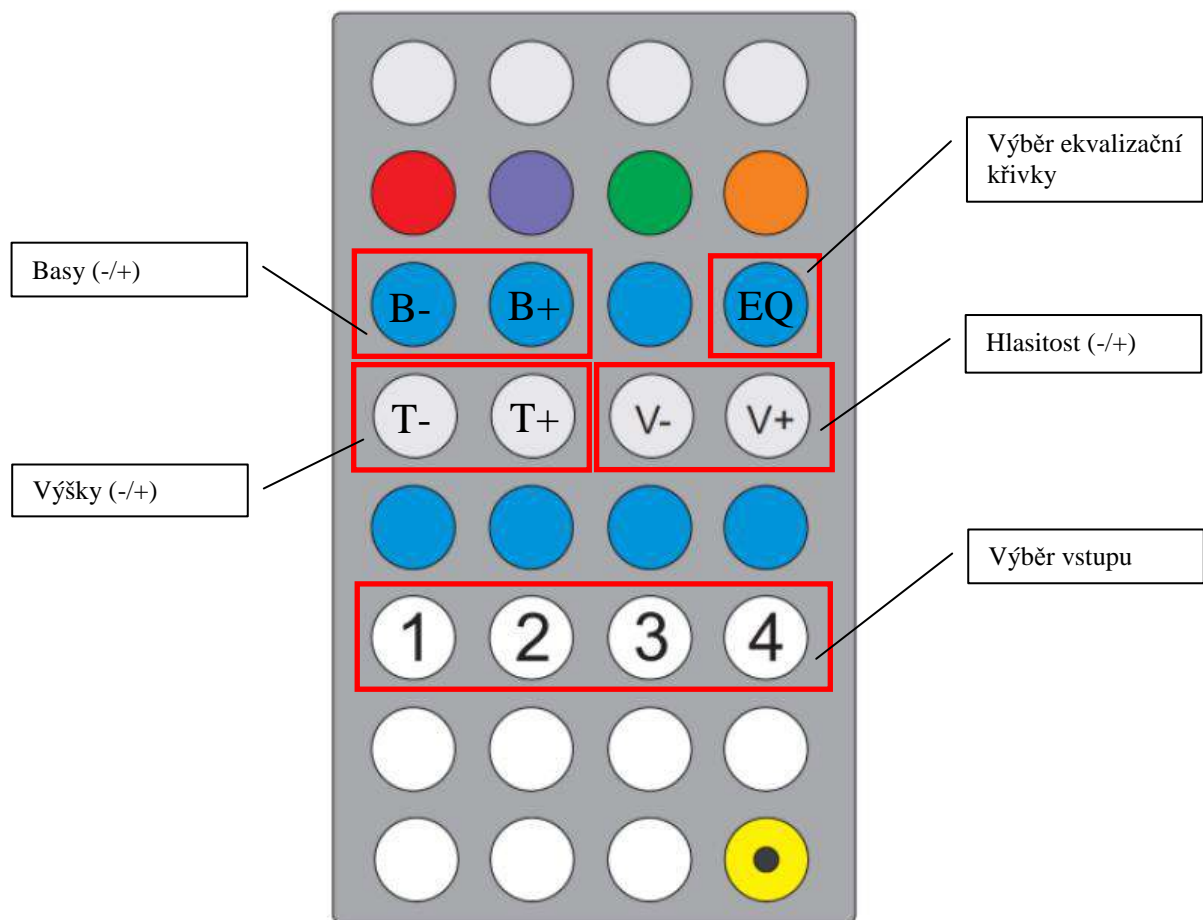 Výběr ekvalizační
křivky
Basy (-/+)
B- B+ EQ
Hlasitost (-/+)
T- T+ V- V+
Výšky (-/+)
Výběr vstupu
1 2 3 4